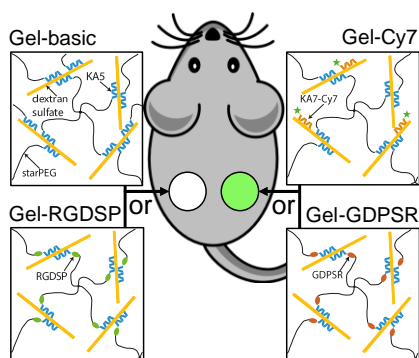 Gel-basic
Gel-Cy7
KA5
dextran
sulfate
starPEG
KA7-Cy7
or
or
Gel-RGDSP
Gel-GDPSR
RGDSP
GDPSR